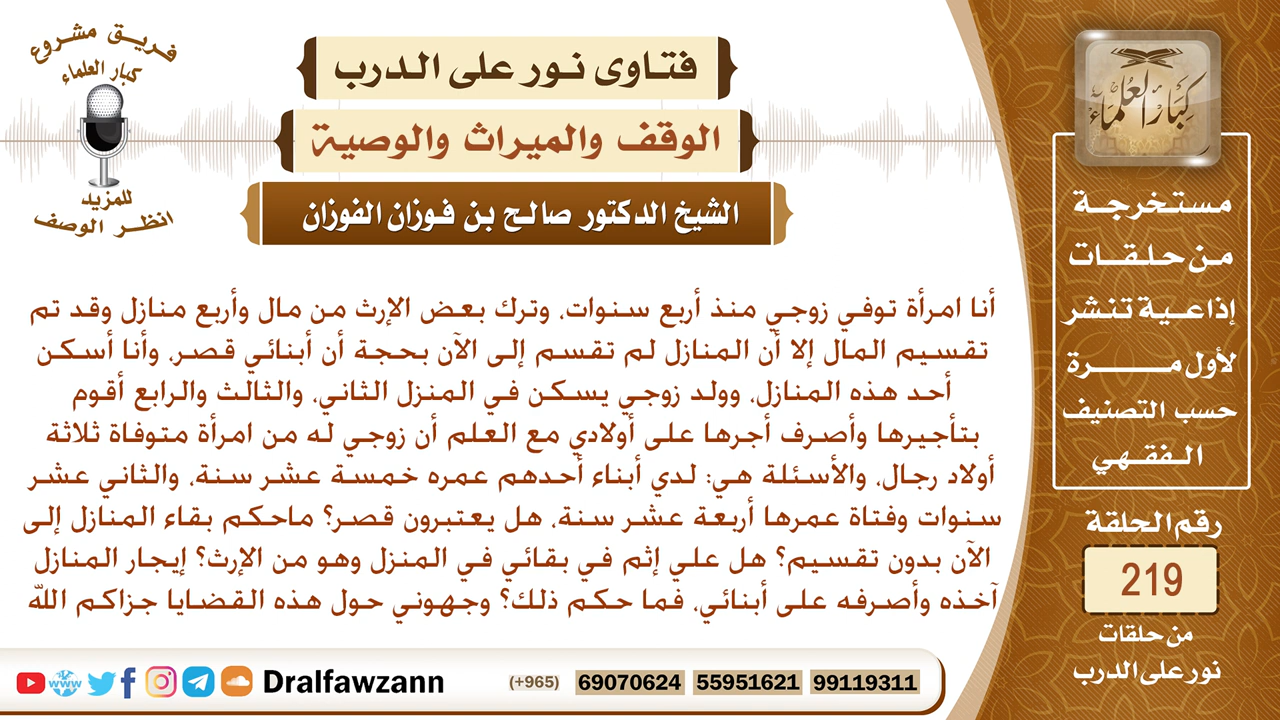 فريق مشروع
كبار العلماء
للمزيد
انظر الوصف
فتاوى نور على الدرب
الوقف والميراث والوصية
الشيخ الدكتور صالح بن فوزان الفوزان
أنا امرأة توفي زوجي منذ أربع سنوات، وترك بعض الإرث من مال وأربع منازل وقد تم
تقسيم المال إلا أن المنازل لم تقسم إلى الآن بحجة أن أبنائي قصر، وأنا أسكن
أحد هذه المنازل، وولد زوجي يسكن في المنزل الثاني، والثالث والرابع أقوم
بتأجيرها وأصرف أجرها على أولادي مع العلم أن زوجي له من امرأة متوفاة ثلاثة
أولاد رجال، والأسئلة هي: لدي أبناء أحدهم عمره خمسة عشر سنة، والثاني عشر
سنوات وفتاة عمرها أربعة عشر سنة، هل يعتبرون قصر؟ ماحكم بقاء المنازل إلى
الآن بدون تقسيم؟ هل علي إثم في بقائي في المنزل وهو من الإرث؟ إيجار المنازل
آخذه وأصرفه على أبنائي، فما حكم ذلك؟ وجهوني حول هذه القضايا جزاكم الله
كبار العلماء
مستخرجة
من حلقات
إذاعية تنشر
لأول مرة
حسب التصنيف
الفقهي
رقم الحلقة
219
من حلقات
نور على الدرب
www Dralfawzann (+965) 69070624 55951621 99119311